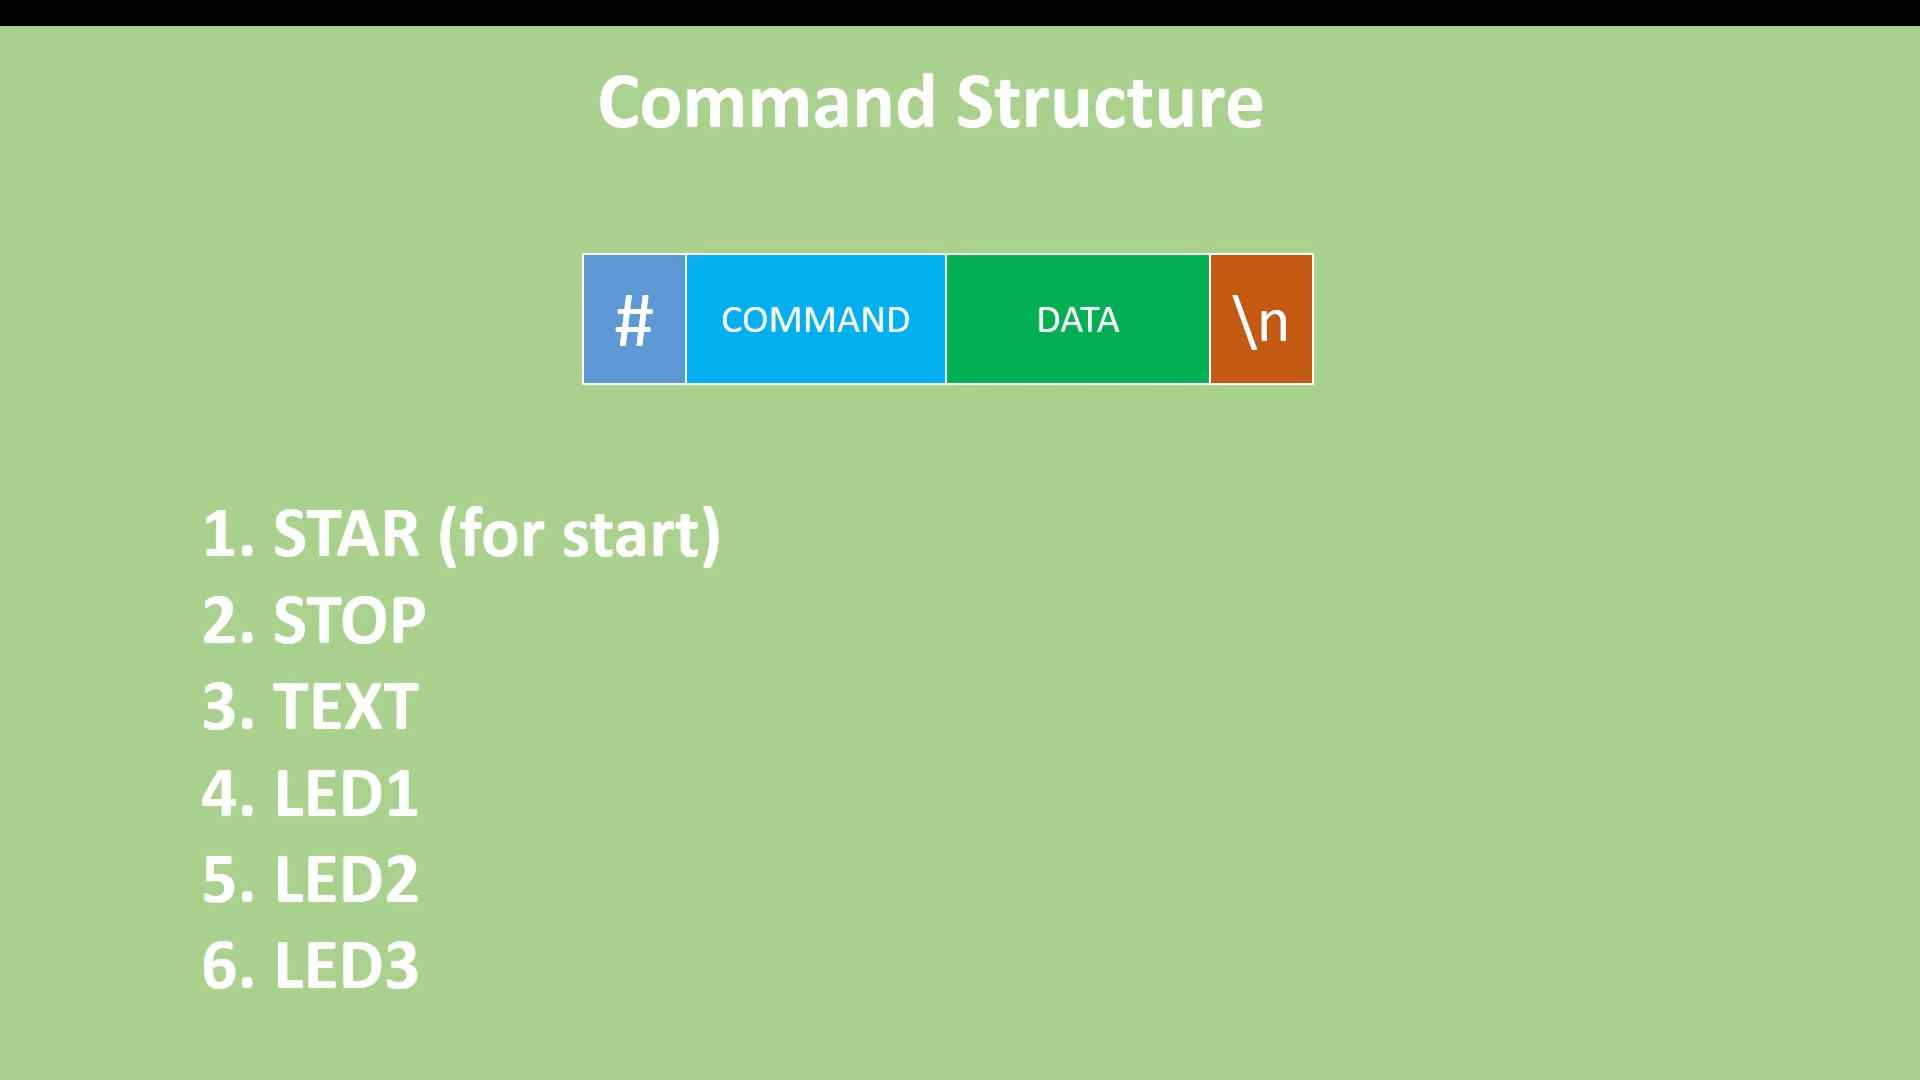 Command Structure
# COMMAND DATA \n
1. STAR (for start)
2. STOP
3. TEXT
4. LED1
5. LED2
6. LED3